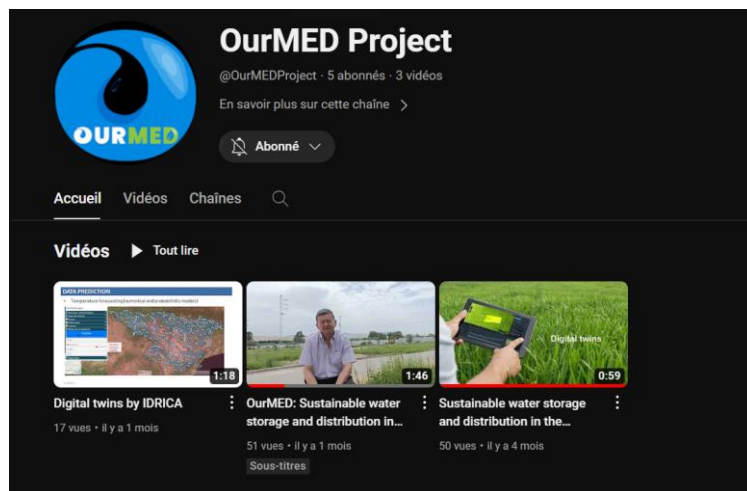 OurMED Project
@OurMEDProject · 5 abonnés · 3 vidéos
En savoir plus sur cette chaîne >
OURMED
Abonné
Accueil Vidéos Chaînes
Vidéos Tout lire
DATA PREDICTION
1:18
1:46
Digital twins
0:59
Digital twins by IDRICA
17 vues • il y a 1 mois
OurMED: Sustainable water
storage and distribution in...
51 vues • il y a 1 mois
Sous-titres
Sustainable water storage
and distribution in the...
50 vues • il y a 4 mois